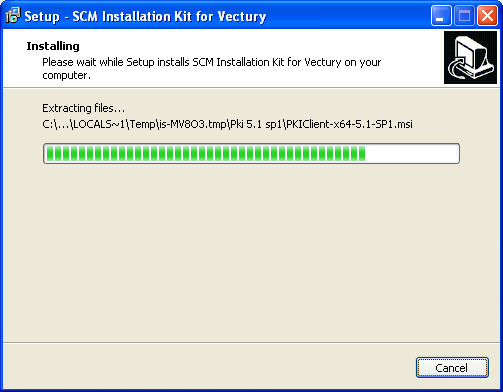 Setup - SCM Installation Kit for Vectury
Installing
Please wait while Setup installs SCM Installation Kit for Vectury on your
computer.
Extracting files...
C:\...\LOCALS~1\Temp\is-MV8O3.tmp\Pki 5.1 sp1\PKIClient-x64-5.1-SP1.msi
Cancel